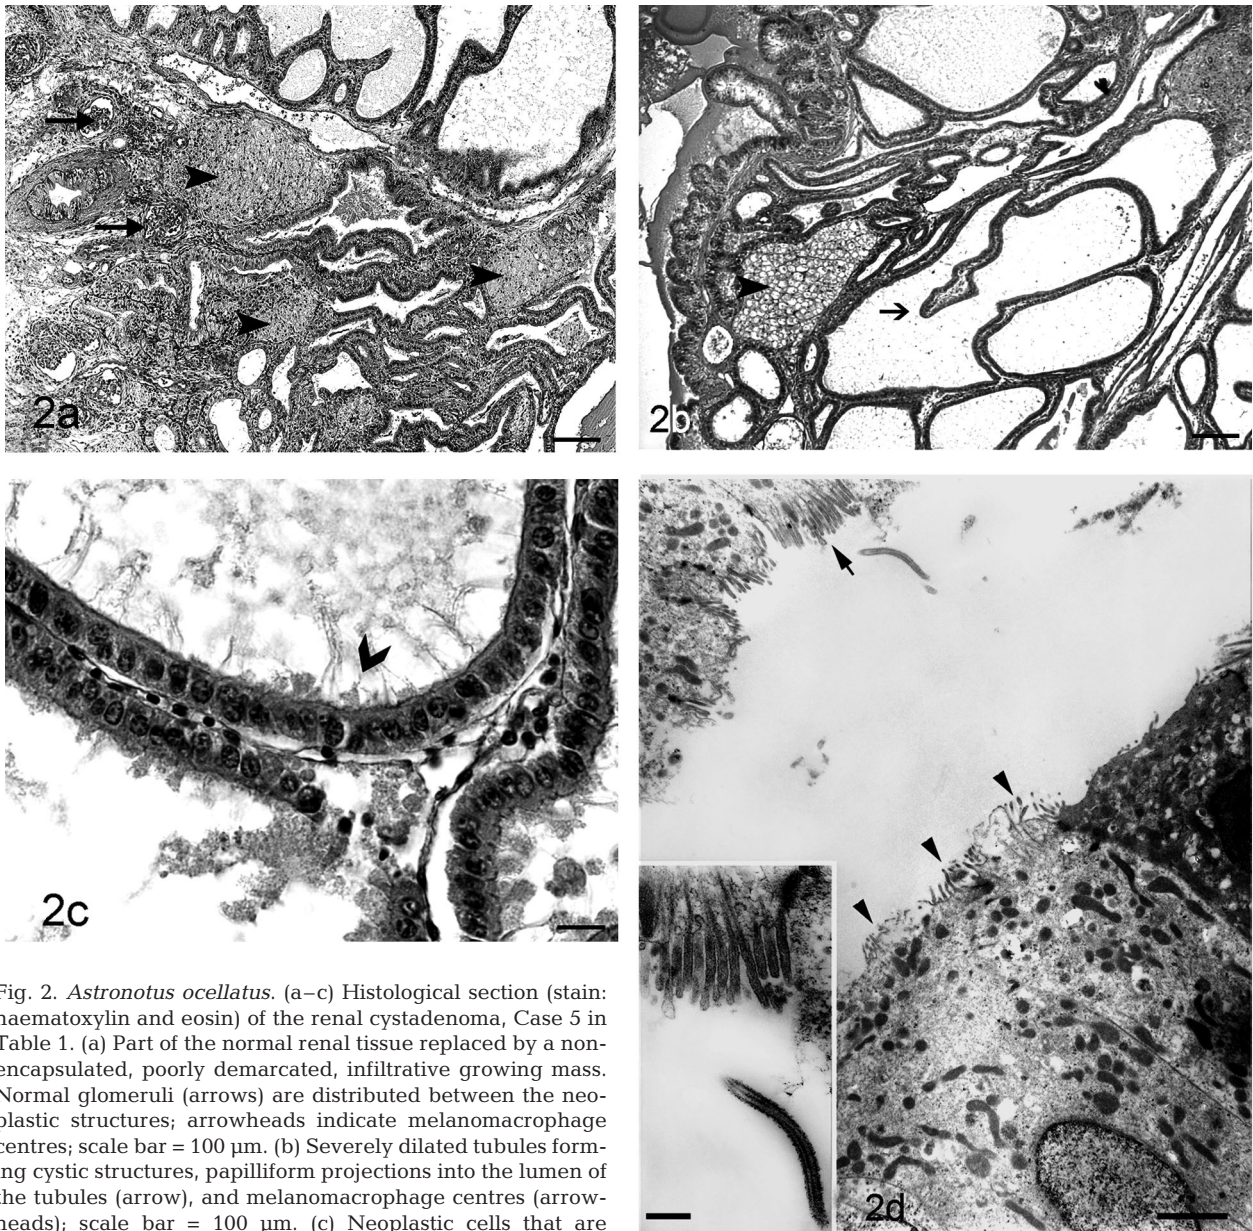 2a
2b
2c
2d
Fig. 2. Astronotus ocellatus. (a–c) Histological section (stain:
haematoxylin and eosin) of the renal cystadenoma, Case 5 in
Table 1. (a) Part of the normal renal tissue replaced by a non-
encapsulated, poorly demarcated, infiltrative growing mass.
Normal glomeruli (arrows) are distributed between the neo-
plastic structures; arrowheads indicate melanomacrophage
centres; scale bar = 100 µm. (b) Severely dilated tubules form-
ing cystic structures, papilliform projections into the lumen of
the tubules (arrow), and melanomacrophage centres (arrow-
heads); scale bar = 100 µm. (c) Neoplastic cells that are